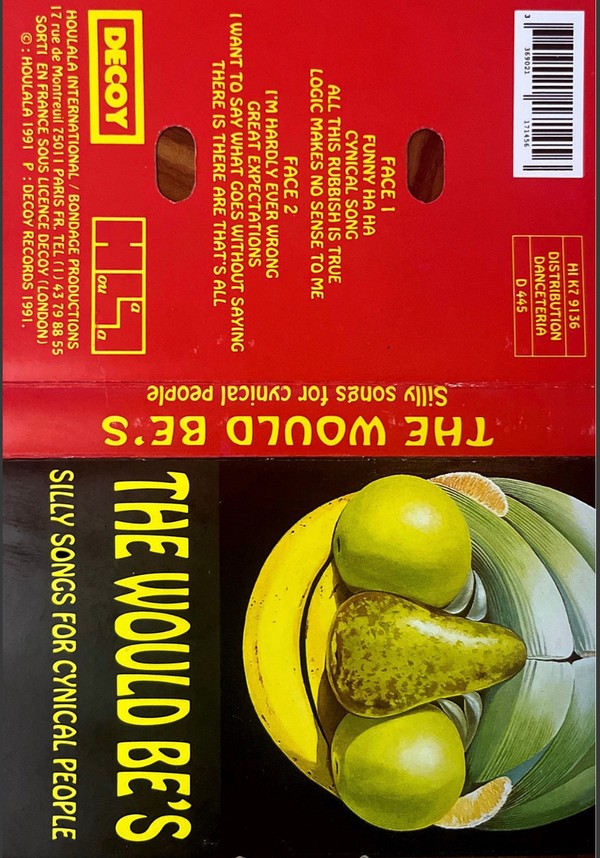 3 369021 171456
HI K7 9136
DISTRIBUTION
DANCETERIA
D 445
FACE 1
FUNNY HA HA
CYNICAL SONG
ALL THIS RUBBISH IS TRUE
LOGIC MAKES NO SENSE TO ME
FACE 2
I'M HARDLY EVER WRONG
GREAT EXPECTATIONS
I WANT TO SAY WHAT GOES WITHOUT SAYING
THERE IS THERE ARE THAT'S ALL
DECOY
HouLaLa
HOULALA INTERNATIONAL / BONDAGE PRODUCTIONS
17 rue de Montreuil 75011 PARIS FR. TEL (1) 43 79 88 55
SORTI EN FRANCE SOUS LICENCE DECOY (LONDON)
© : HOULALA 1991 P : DECOY RECORDS 1991.
THE WOULD BE'S
Silly songs for cynical people
THE WOULD BE'S
SILLY SONGS FOR CYNICAL PEOPLE